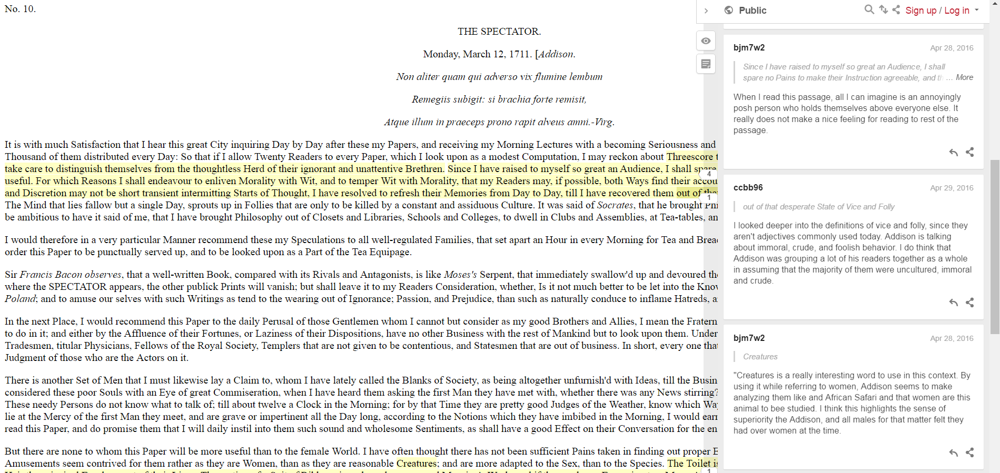 No. 10.
THE SPECTATOR.
Monday, March 12, 1711. [Addison.
Non aliter quam qui adverso vix flumine lembum
Remegiis subigit: si brachia forte remisit,
Atque illum in praeceps prono rapit alveus amni.-Virg.
It is with much Satisfaction that I hear this great City inquiring Day by Day after these my Papers, and receiving my Morning Lectures with a becoming Seriousness and
Thousand of them distributed every Day: So that if I allow Twenty Readers to every Paper, which I look upon as a modest Computation, I may reckon about Threescore
take care to distinguish themselves from the thoughtless Herd of their ignorant and unattentive Brethren. Since I have raised to myself so great an Audience, I shall spare
useful. For which Reasons I shall endeavour to enliven Morality with Wit, and to temper Wit with Morality, that my Readers may, if possible, both Ways find their
and Discretion may not be short transient intermitting Starts of Thought, I have resolved to refresh their Memories from Day to Day, till I have recovered them out of
The Mind that lies fallow but a single Day, sprouts up in Follies that are only to be killed by a constant and assiduous Culture. It was said of Socrates, that he brought
be ambitious to have it said of me, that I have brought Philosophy out of Closets and Libraries, Schools and Colleges, to dwell in Clubs and Assemblies, at Tea-tables,
I would therefore in a very particular Manner recommend these my Speculations to all well-regulated Families, that set apart an Hour in every Morning for Tea and
order this Paper to be punctually served up, and to be looked upon as a Part of the Tea Equipage.
Sir Francis Bacon observes, that a well-written Book, compared with its Rivals and Antagonists, is like Moses's Serpent, that immediately swallow'd up and devoured
where the SPECTATOR appears, the other publick Prints will vanish; but shall leave it to my Readers Consideration, whether, Is it not much better to be let into the
Poland; and to amuse our selves with such Writings as tend to the wearing out of Ignorance; Passion, and Prejudice, than such as naturally conduce to inflame Hatreds,
In the next Place, I would recommend this Paper to the daily Perusal of those Gentlemen whom I cannot but consider as my good Brothers and Allies, I mean the
to do in it; and either by the Affluence of their Fortunes, or Laziness of their Dispositions, have no other Business with the rest of Mankind but to look upon them. Under
Tradesmen, titular Physicians, Fellows of the Royal Society, Templers that are not given to be contentious, and Statesmen that are out of business. In short, every one
Judgment of those who are the Actors on it.
There is another Set of Men that I must likewise lay a Claim to, whom I have lately called the Blanks of Society, as being altogether unfurnish'd with Ideas, till the
considered these poor Souls with an Eye of great Commiseration, when I have heard them asking the first Man they have met with, whether there was any News stirring?
These needy Persons do not know what to talk of; till about twelve a Clock in the Morning; for by that Time they are pretty good Judges of the Weather, know which
lie at the Mercy of the first Man they meet, and are grave or impertinent all the Day long, according to the Notions which they have imbibed in the Morning, I would
read this Paper, and do promise them that I will daily instil into them such sound and wholesome Sentiments, as shall have a good Effect on their Conversation for the
But there are none to whom this Paper will be more useful than to the female World. I have often thought there has not been sufficient Pains taken in finding out proper
Amusements seem contrived for them rather as they are Women, than as they are reasonable Creatures; and are more adapted to the Sex, than to the Species. The Toilet is
4
1
1
Public
Sign up / Log in
bjm7w2
Apr 28, 2016
Since I have raised to myself so great an Audience, I shall
spare no Pains to make their Instruction agreeable, and ... More
When I read this passage, all I can imagine is an annoyingly
posh person who holds themselves above everyone else. It
really does not make a nice feeling for reading to rest of the
passage.
ccbb96
Apr 29, 2016
out of that desperate State of Vice and Folly
I looked deeper into the definitions of vice and folly, since they
aren't adjectives commonly used today. Addison is talking
about immoral, crude, and foolish behavior. I do think that
Addison was grouping a lot of his readers together as a whole
in assuming that the majority of them were uncultured, immoral
and crude.
bjm7w2
Apr 28, 2016
Creatures
"Creatures is a really interesting word to use in this context. By
using it while referring to women, Addison seems to make
analyzing them like and African Safari and that women are this
animal to bee studied. I think this highlights the sense of
superiority the Addison, and all males for that matter felt they
had over women at the time.